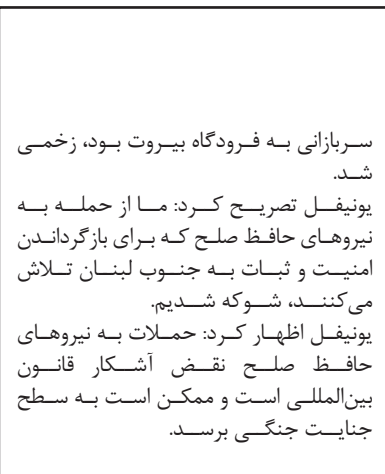 سربازانی به فرودگاه بیروت بود، زخمی
شد.
یونیفل تصریح کرد: ما از حمله به
نیروهای حافظ صلح که برای بازگرداندن
امنیت و ثبات به جنوب لبنان تلاش
می‌کنند، شوکه شدیم.
یونیفل اظهار کرد: حملات به نیروهای
حافظ صلح نقض آشکار قانون
بین‌المللی است و ممکن است به سطح
جنایت جنگی برسد.